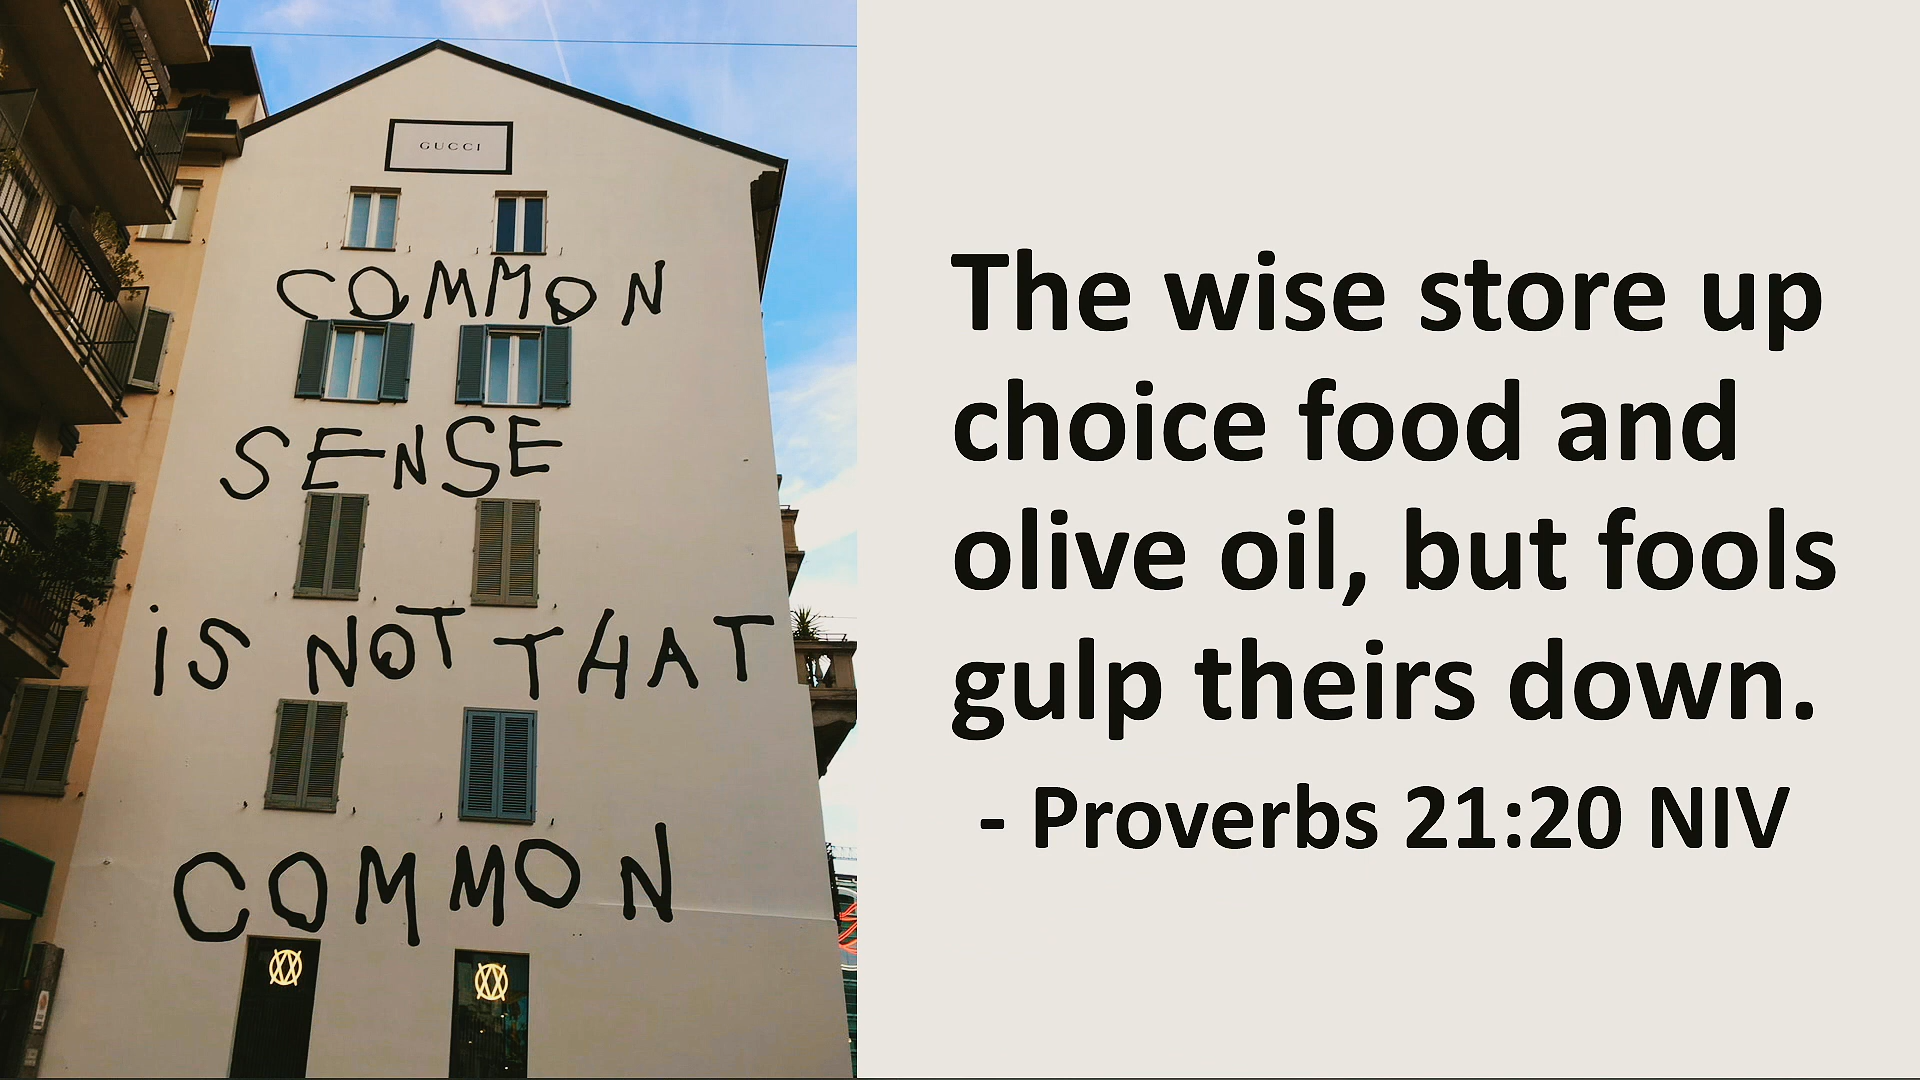 GUCCI
COMMON
SENSE
iS NOT THAT
COMMON
The wise store up
choice food and
olive oil, but fools
gulp theirs down.
- Proverbs 21:20 NIV